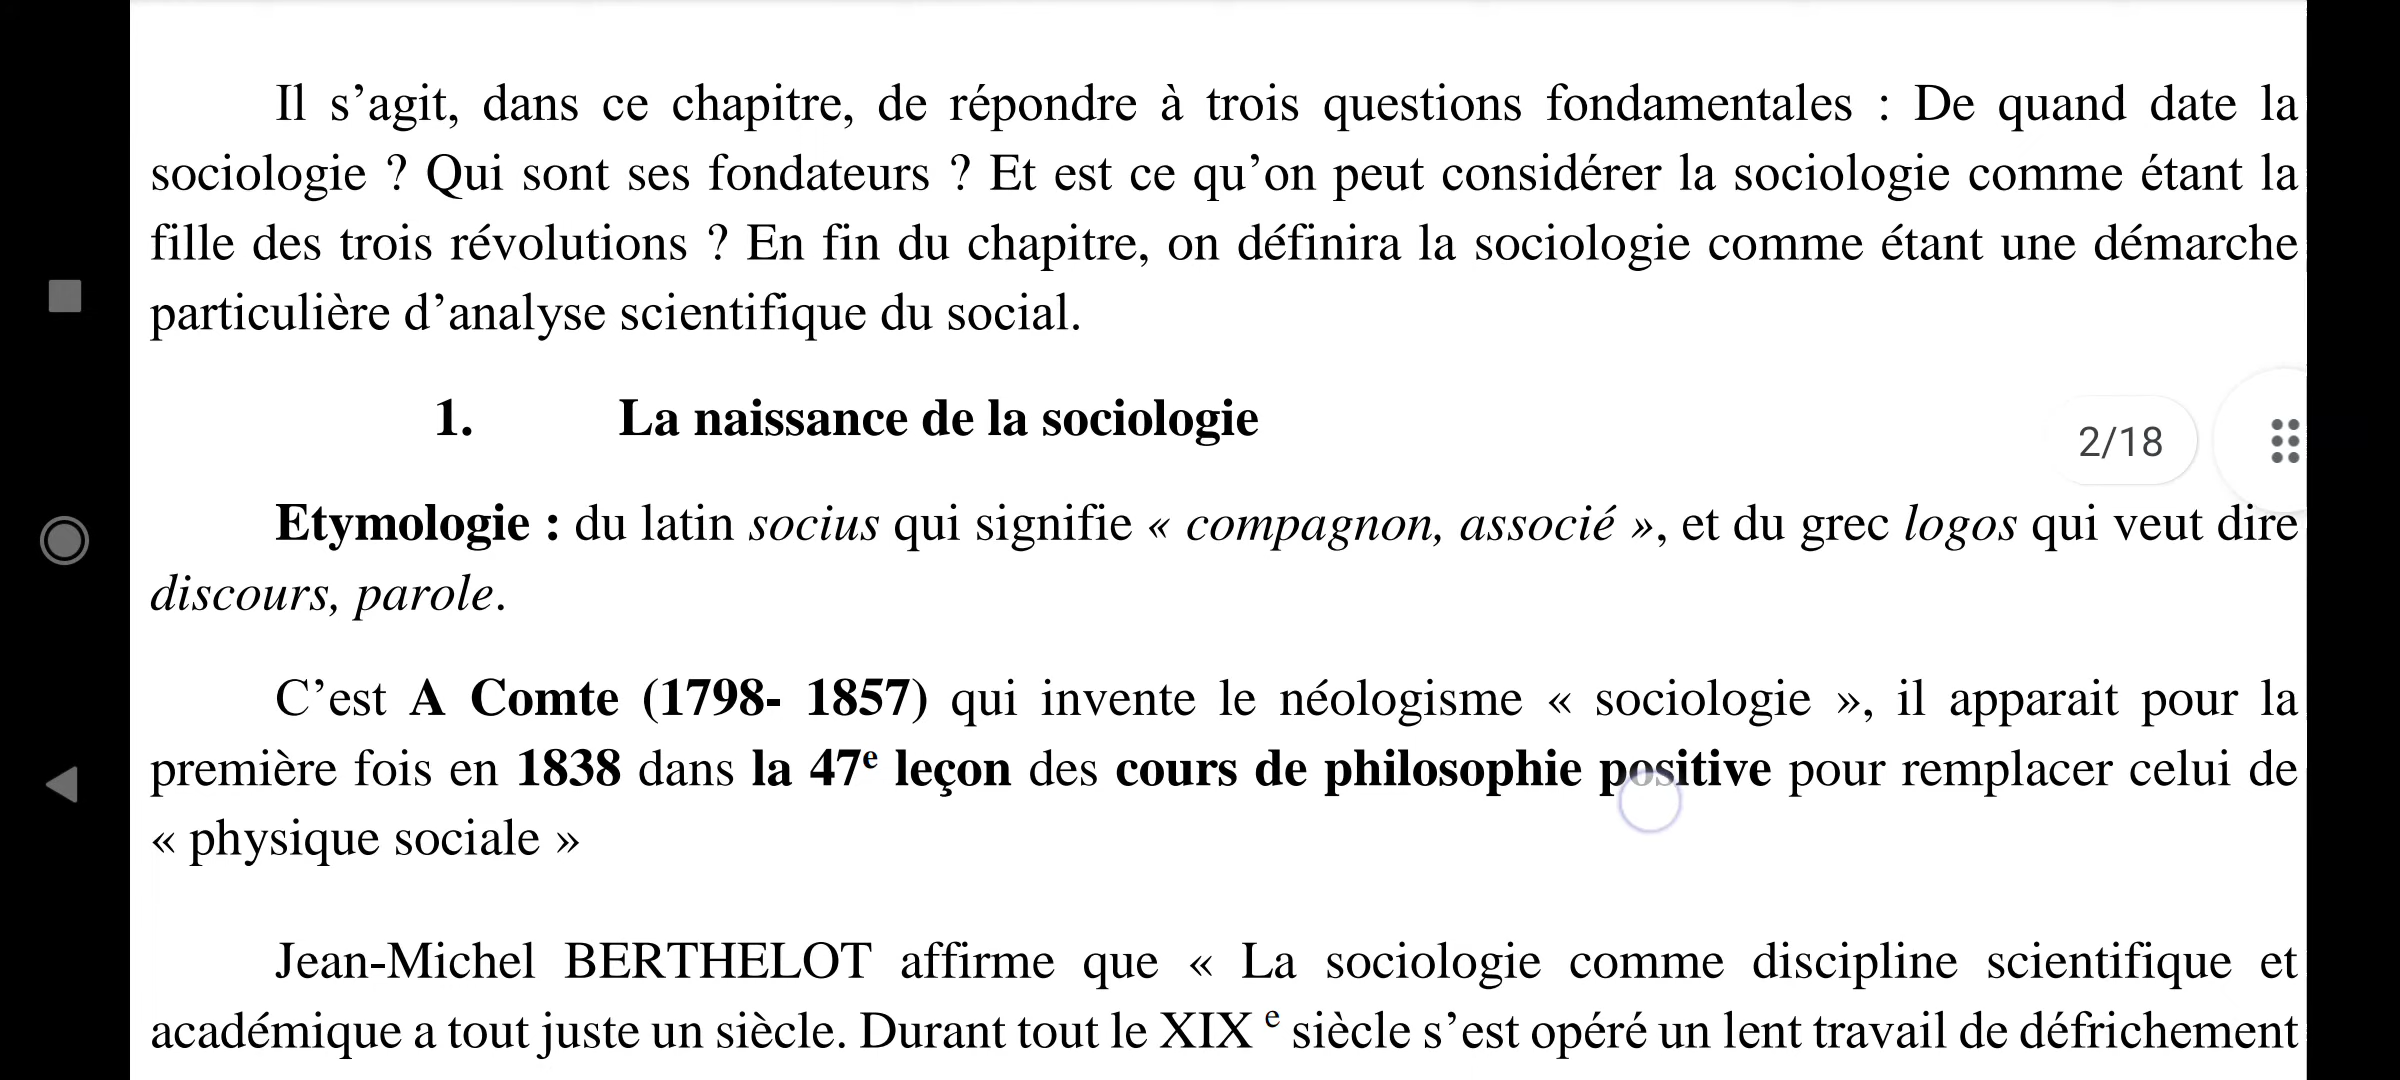 Il s’agit, dans ce chapitre, de répondre à trois questions fondamentales : De quand date la
sociologie ? Qui sont ses fondateurs ? Et est ce qu’on peut considérer la sociologie comme étant la
fille des trois révolutions ? En fin du chapitre, on définira la sociologie comme étant une démarche
particulière d’analyse scientifique du social.
1. La naissance de la sociologie
2/18
Etymologie : du latin socius qui signifie « compagnon, associé », et du grec logos qui veut dire
discours, parole.
C’est A Comte (1798- 1857) qui invente le néologisme « sociologie », il apparait pour la
première fois en 1838 dans la 47e leçon des cours de philosophie positive pour remplacer celui de
« physique sociale »
Jean-Michel BERTHELOT affirme que « La sociologie comme discipline scientifique et
académique a tout juste un siècle. Durant tout le XIX e siècle s’est opéré un lent travail de défrichement